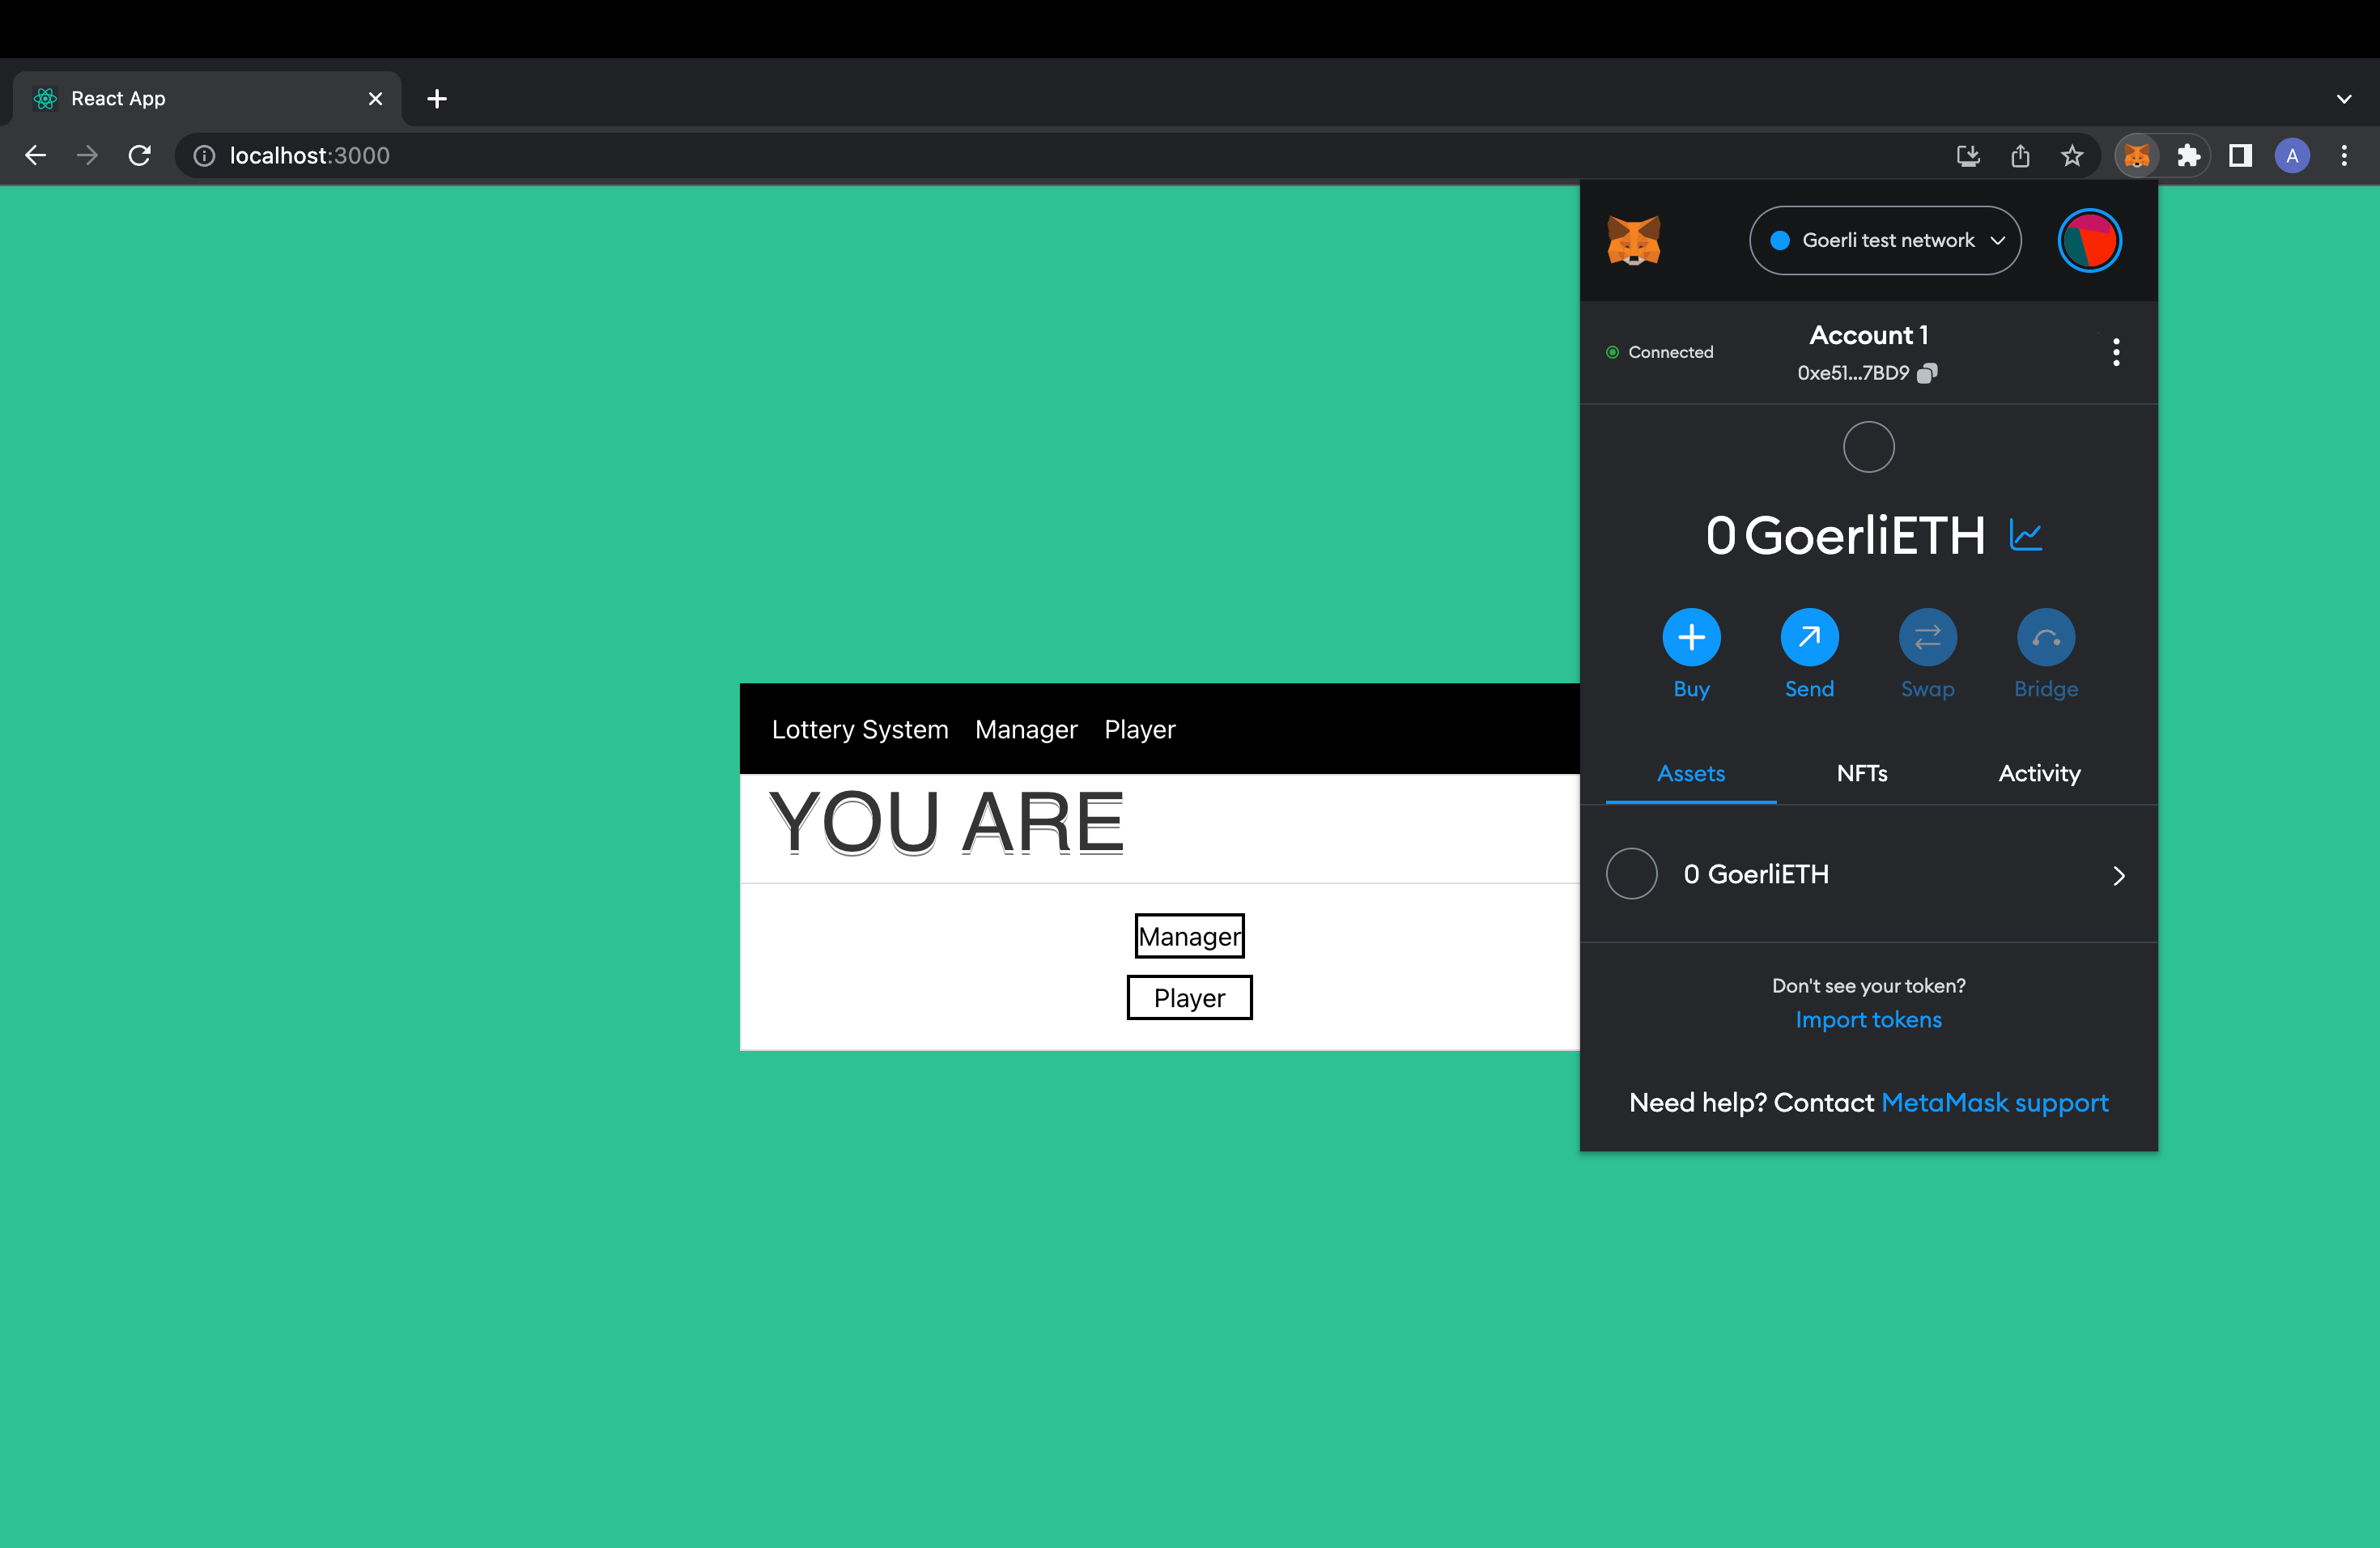 React App
localhost:3000
A
Goerli test network
Connected
Account 1
0xe51...7BD9
0 GoerliETH
Buy Send Swap Bridge
Assets NFTs Activity
0 GoerliETH
Don't see your token?
Import tokens
Need help? Contact MetaMask support
Lottery System Manager Player
YOU ARE
Manager
Player